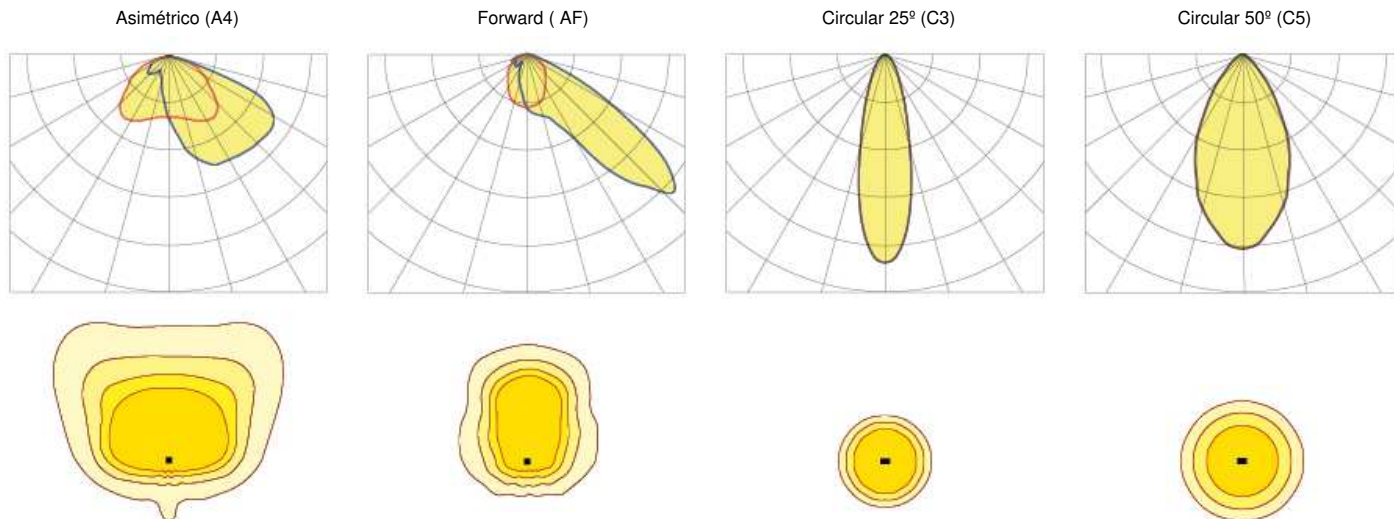 Asimétrico (A4)
Forward ( AF)
Circular 25º (C3)
Circular 50º (C5)